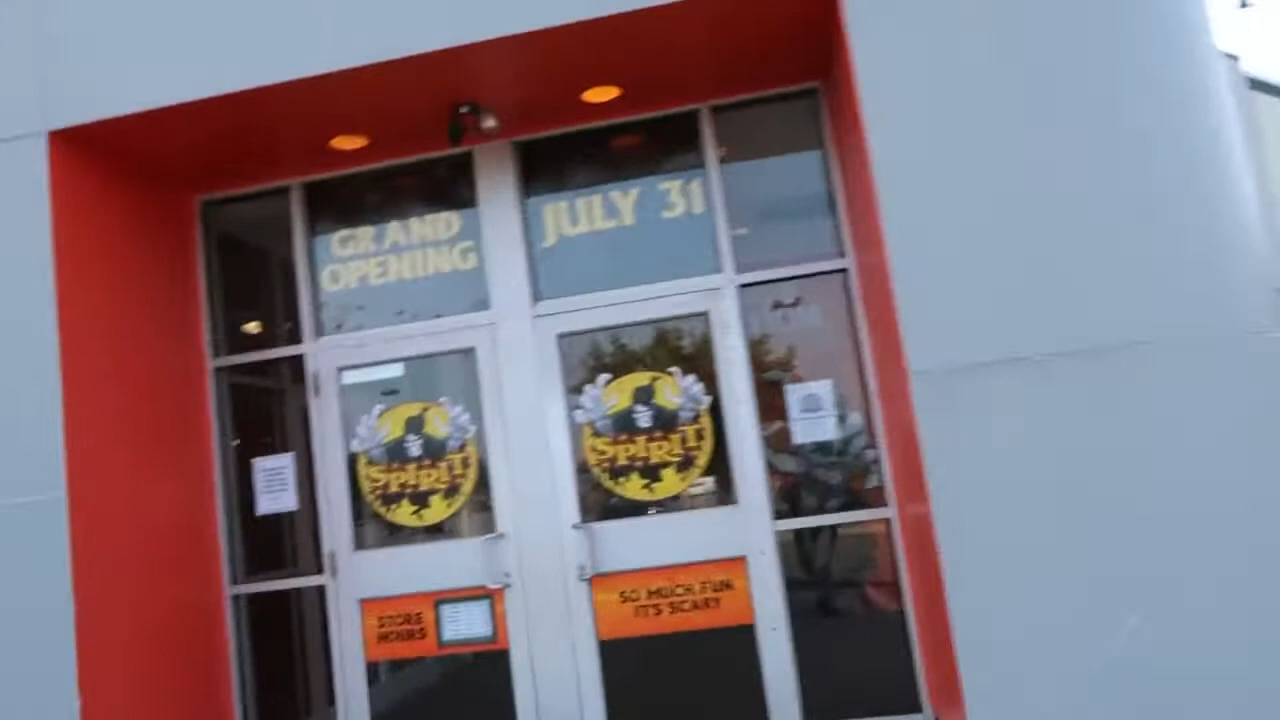 GRAND
OPENING
JULY 31
SPIRIT
SPIRIT
STORE
HOURS
SO MUCH FUN
IT'S SCARY